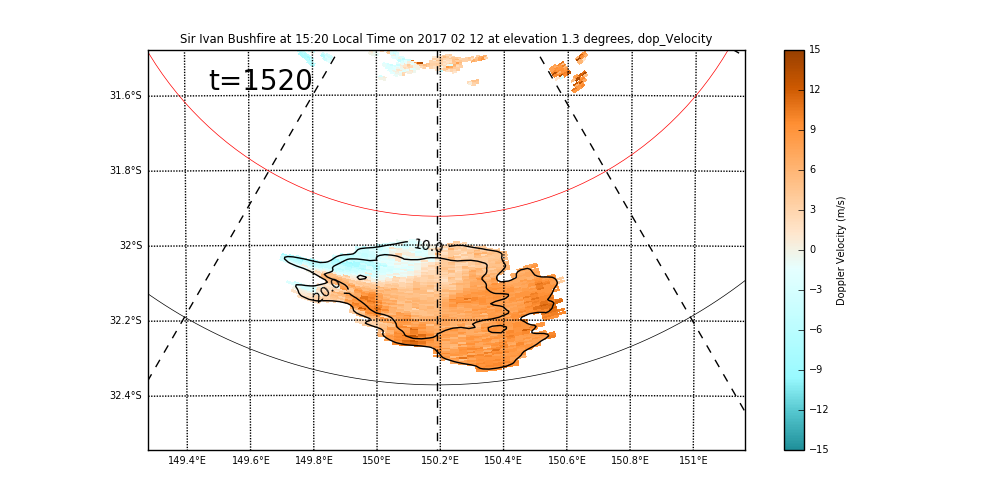 Sir Ivan Bushfire at 15:20 Local Time on 2017 02 12 at elevation 1.3 degrees, dop_Velocity
t=1520
31.6°S
31.8°S
32°S
32.2°S
32.4°S
10.0
20.0
149.4°E 149.6°E 149.8°E 150°E 150.2°E 150.4°E 150.6°E 150.8°E 151°E
15
12
9
6
3
0
−3
−6
−9
−12
−15
Doppler Velocity (m/s)